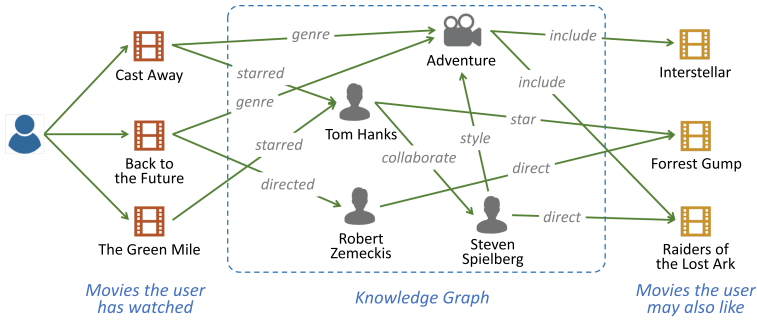 genre
include
Cast Away
Adventure
Interstellar
starred
include
genre
Tom Hanks
star
starred
style
Back to
the Future
collaborate
direct
Forrest Gump
directed
direct
The Green Mile
Robert
Zemeckis
Steven
Spielberg
Raiders of
the Lost Ark
Movies the user
has watched
Knowledge Graph
Movies the user
may also like